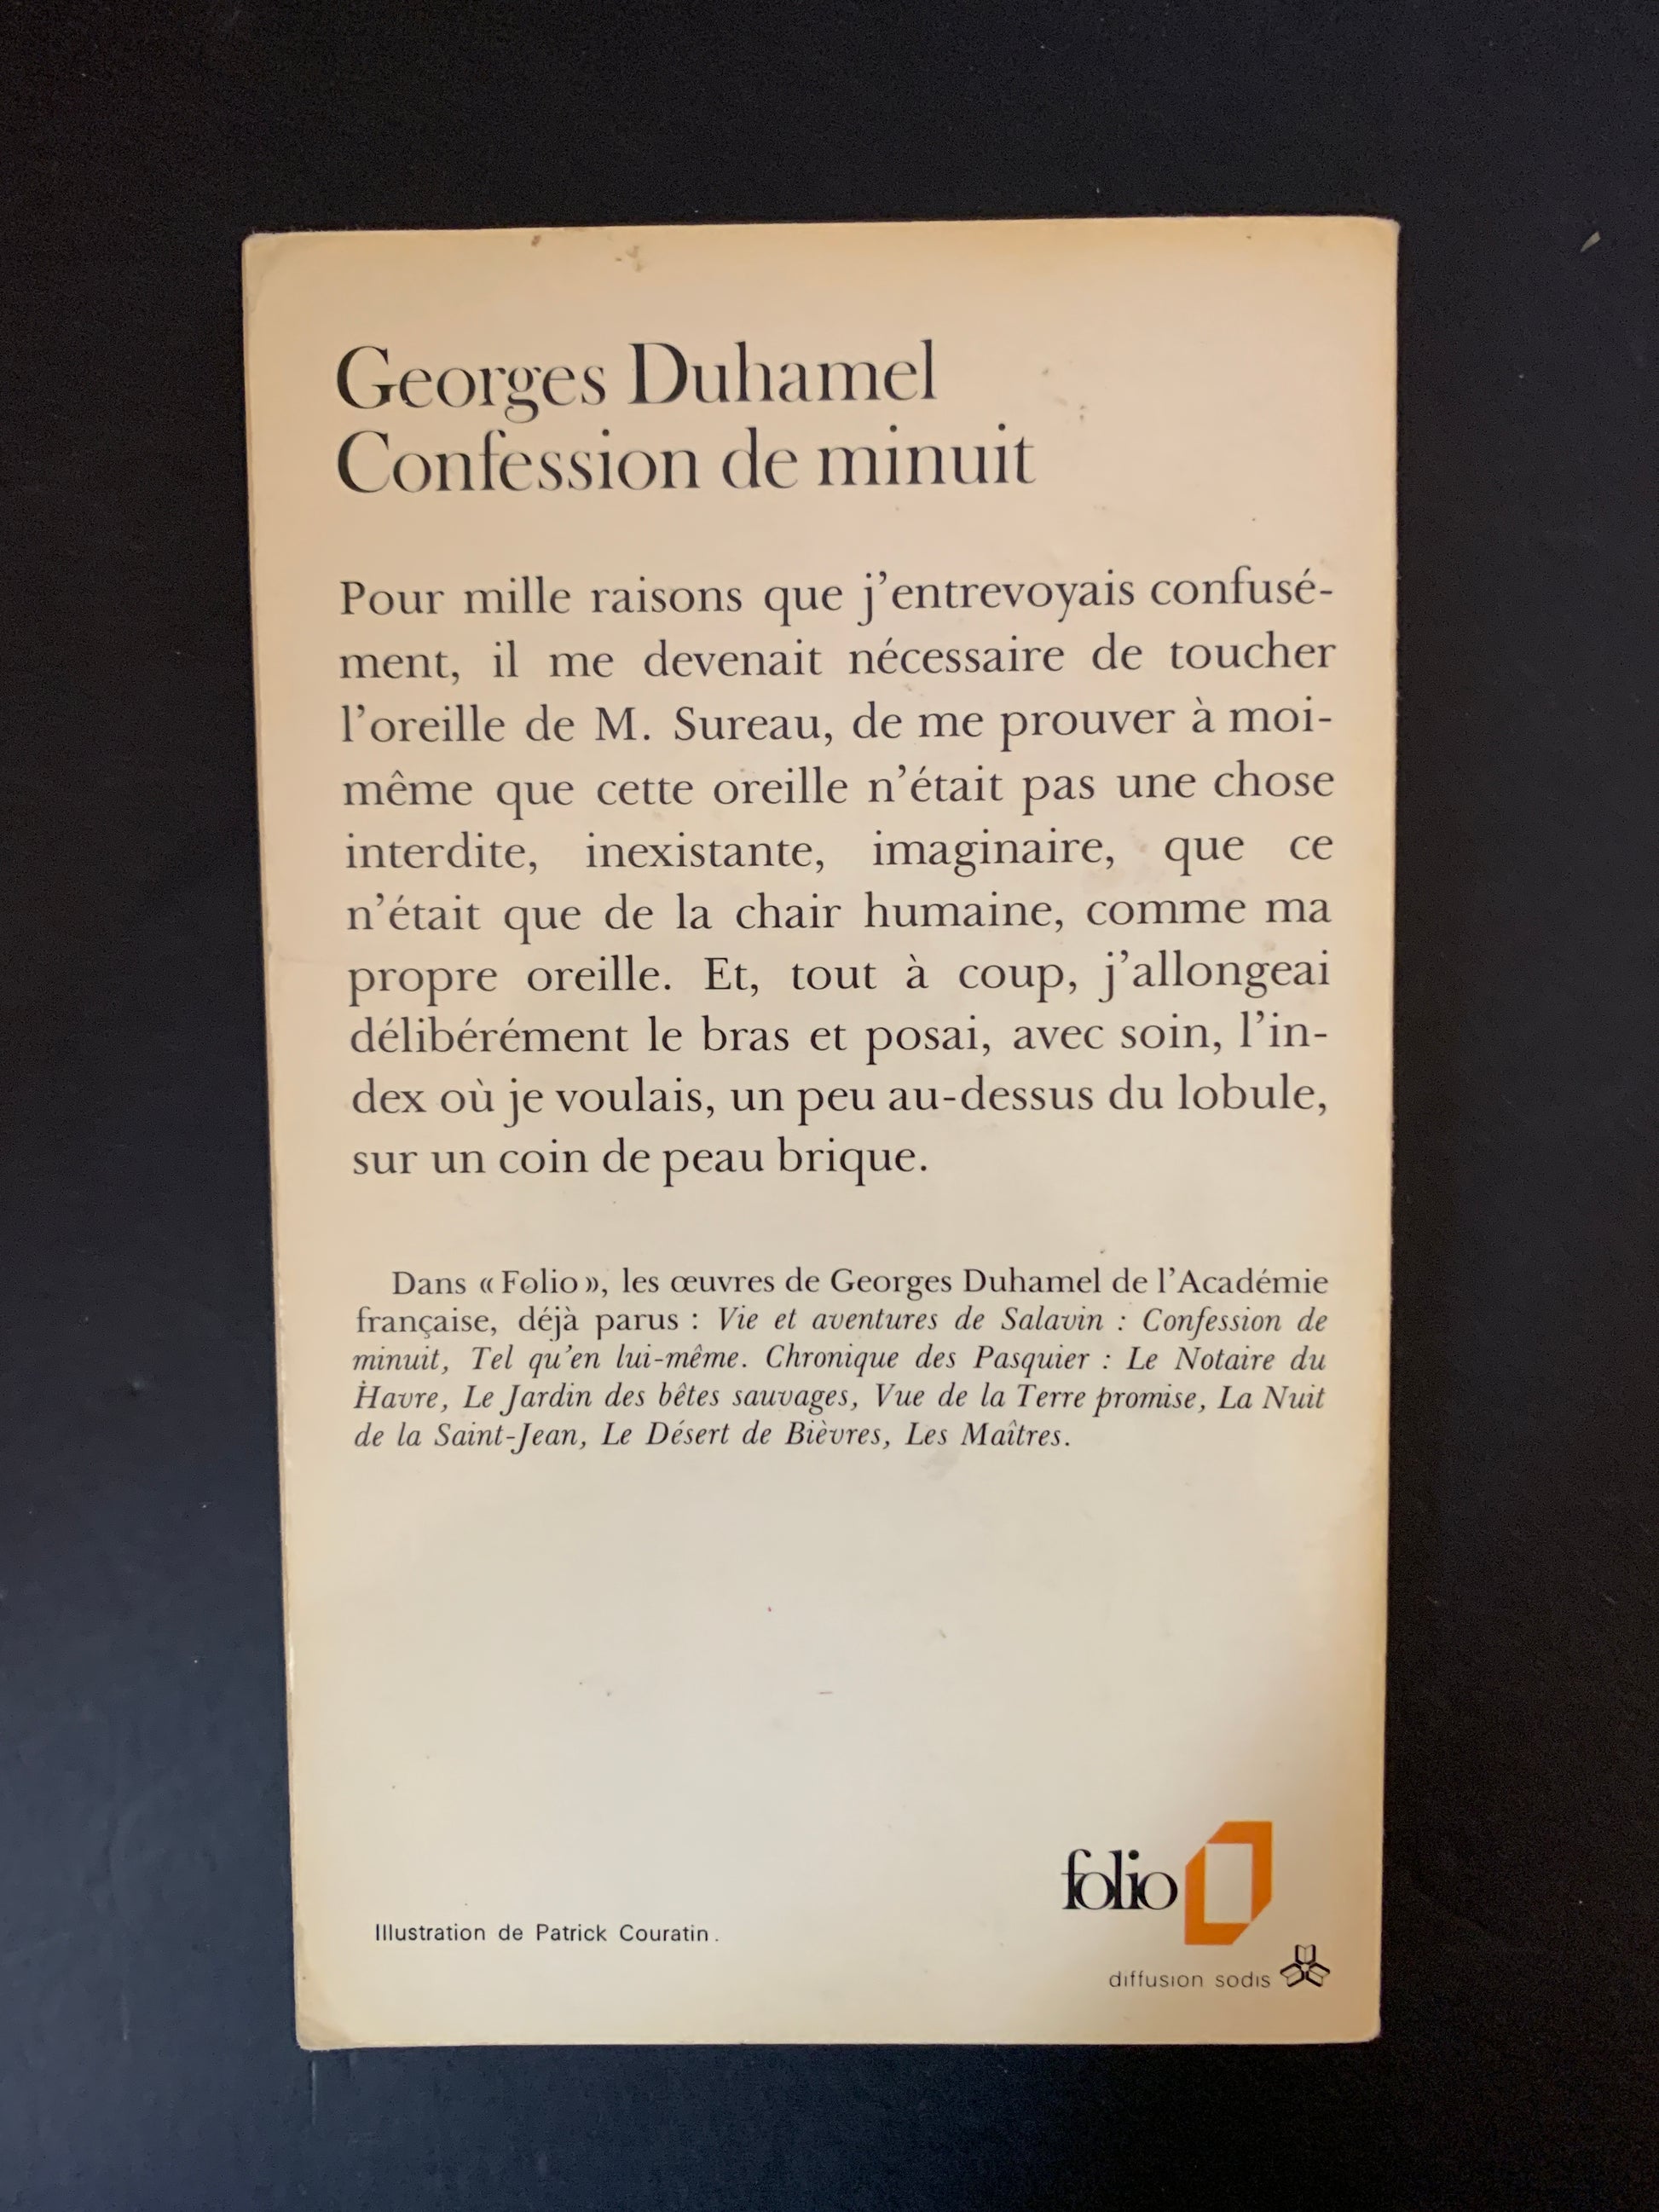 Georges Duhamel
Confession de minuit
Pour mille raisons que j'entrevoyais confusé-
ment, il me devenait nécessaire de toucher
l'oreille de M. Sureau, de me prouver à moi-
même que cette oreille n'était pas une chose
interdite, inexistante, imaginaire, que ce
n'était que de la chair humaine, comme ma
propre oreille. Et, tout à coup, j'allongeai
délibérément le bras et posai, avec soin, l'in-
dex où je voulais, un peu au-dessus du lobule,
sur un coin de peau brique.
Dans « Folio », les œuvres de Georges Duhamel de l'Académie
française, déjà parus : Vie et aventures de Salavin : Confession de
minuit, Tel qu'en lui-même. Chronique des Pasquier : Le Notaire du
Havre, Le Jardin des bêtes sauvages, Vue de la Terre promise, La Nuit
de la Saint-Jean, Le Désert de Bièvres, Les Maîtres.
folio
Illustration de Patrick Couratin.
diffusion sodis